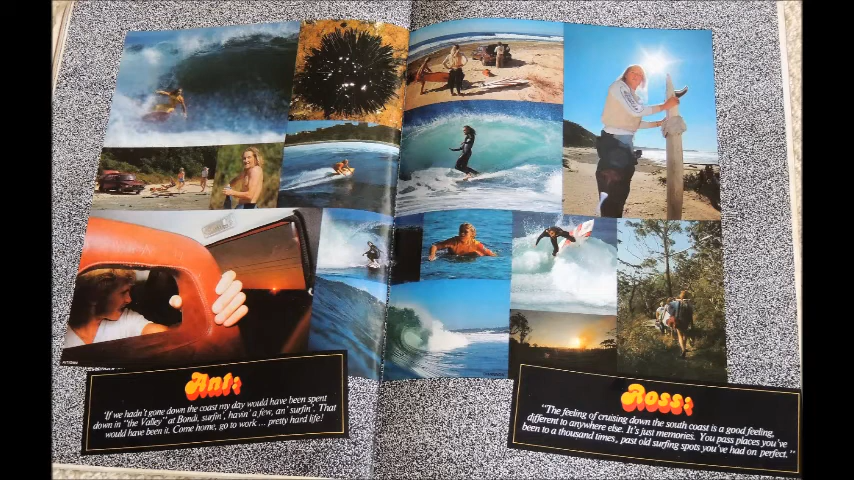 Ant:
"If we hadn't gone down the coast my day would have been spent
down in "the Valley" at Bondi, surfin', havin' a few, an' surfin'. That
would have been it. Come home, go to work ... pretty hard life!
Ross:
"The feeling of cruising down the south coast is a good feeling,
different to anywhere else. It's just memories. You pass places you've
been to a thousand times, past old surfing spots you've had on perfect."